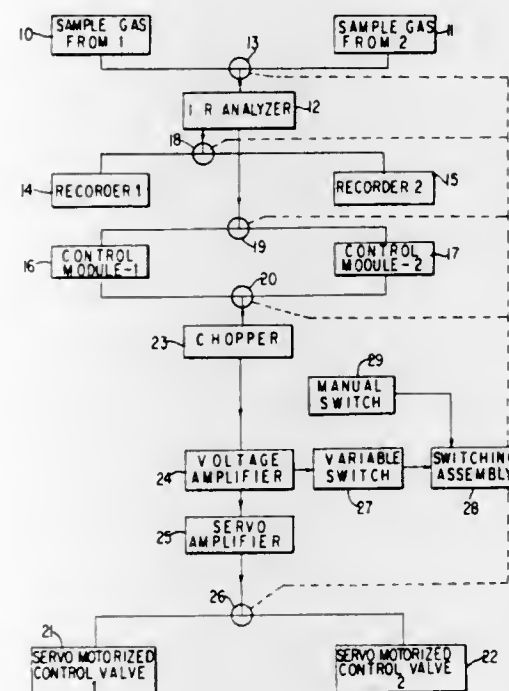 10
SAMPLE GAS
FROM 1
13
SAMPLE GAS
FROM 2
11
I R ANALYZER
12
18
14
RECORDER 1
RECORDER 2
15
19
16
CONTROL
MODULE-1
CONTROL
MODULE-2
17
20
23
CHOPPER
29
MANUAL
SWITCH
24
VOLTAGE
AMPLIFIER
VARIABLE
SWITCH
27
SWITCHING
ASSEMBLY
28
25
SERVO
AMPLIFIER
26
21
SERVO MOTORIZED
CONTROL VALVE
1
SERVO MOTORIZED
CONTROL VALVE
2
22